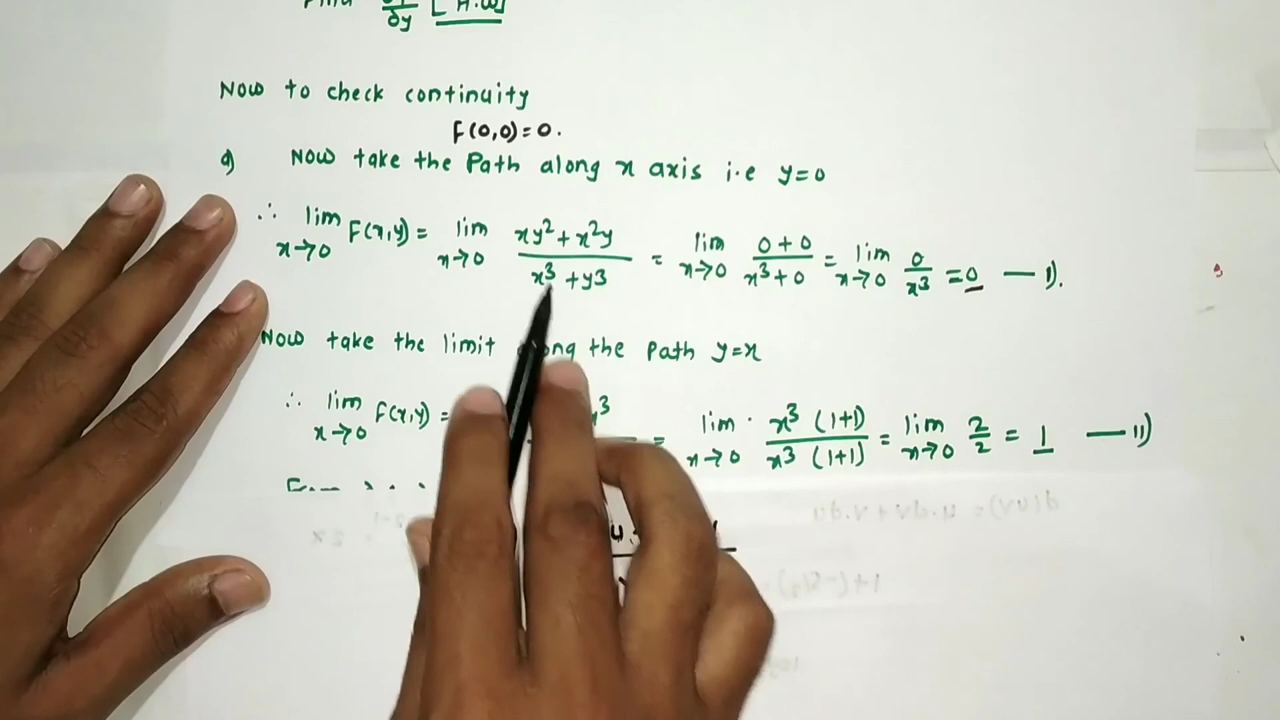 ∂y [H.W]
Now to check continuity
F(0,0)=0.
a) Now take the Path along x axis i.e y=0
∴ lim x→0 F(x,y) = lim x→0 xy²+x²y / x³+y3 = lim x→0 0+0 / x³+0 = lim x→0 0/x³ = 0 — I).
Now take the limit along the Path y=x
∴ lim x→0 F(x,y) = x³ = lim x→0 x³(1+1) / x³(1+1) = lim x→0 2/2 = 1 — II)